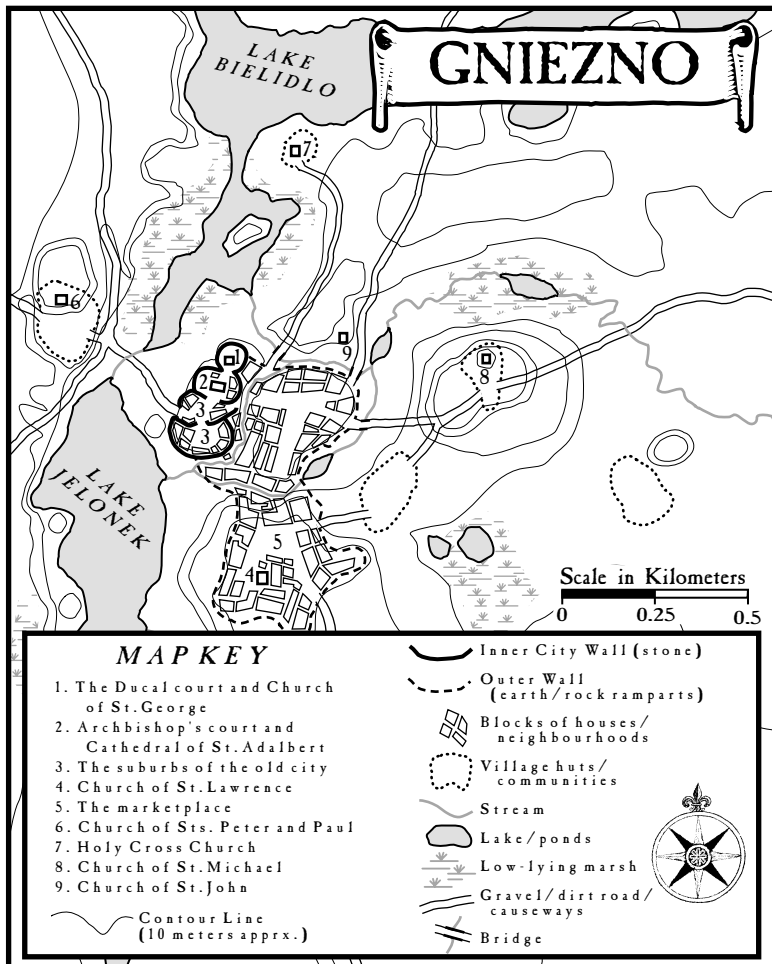 GNIEZNO
LAKE
BIELIDLO
7
6
1
9
2
8
3
3
LAKE
JELONEK
5
4
Scale in Kilometers
0 0.25 0.5
MAP KEY
1. The Ducal court and Church
of St.George
2. Archbishop's court and
Cathedral of St.Adalbert
3. The suburbs of the old city
4. Church of St.Lawrence
5. The marketplace
6. Church of Sts. Peter and Paul
7. Holy Cross Church
8. Church of St.Michael
9. Church of St.John
Contour Line
(10 meters apprx.)
Inner City Wall (stone)
Outer Wall
(earth/rock ramparts)
Blocks of houses/
neighbourhoods
Village huts/
communities
Stream
Lake/ponds
Low-lying marsh
Gravel/dirt road/
causeways
Bridge